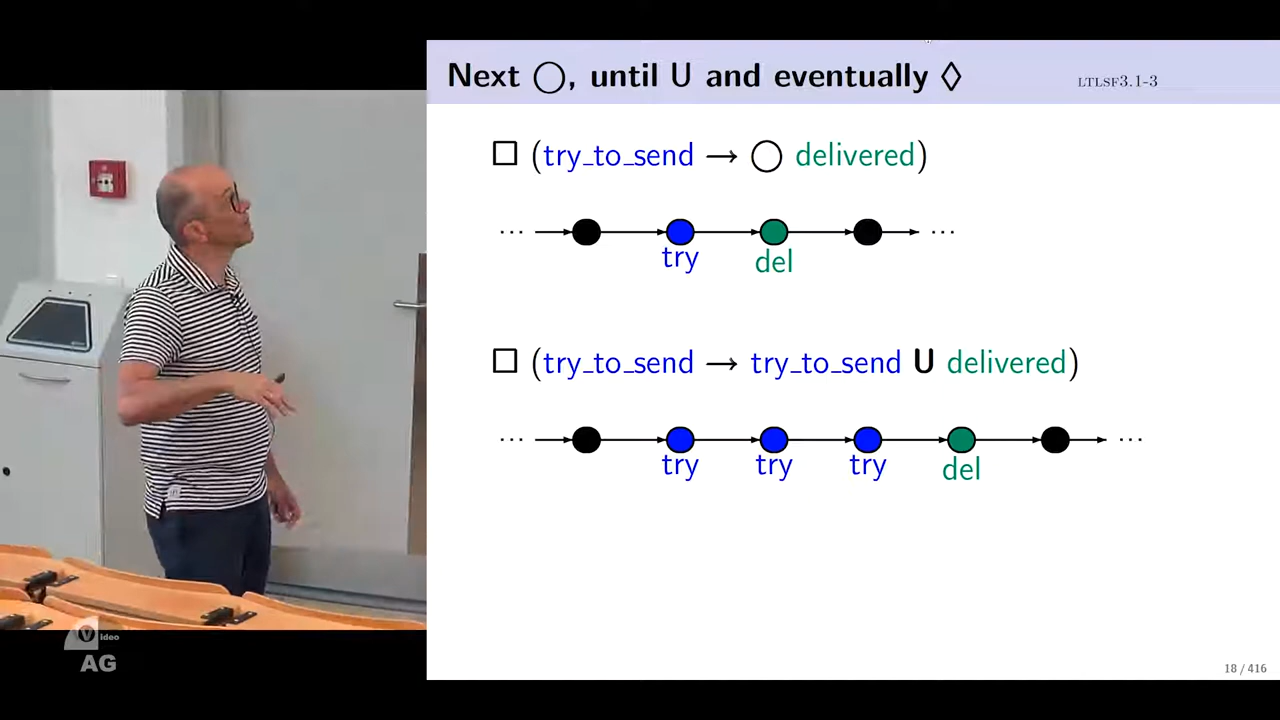 Next ◯, until U and eventually ◊ LTLSF3.1-3
□ (try_to_send → ◯ delivered)
··· ···
try del
□ (try_to_send → try_to_send U delivered)
··· ···
try try try del
Video
AG
18 / 416